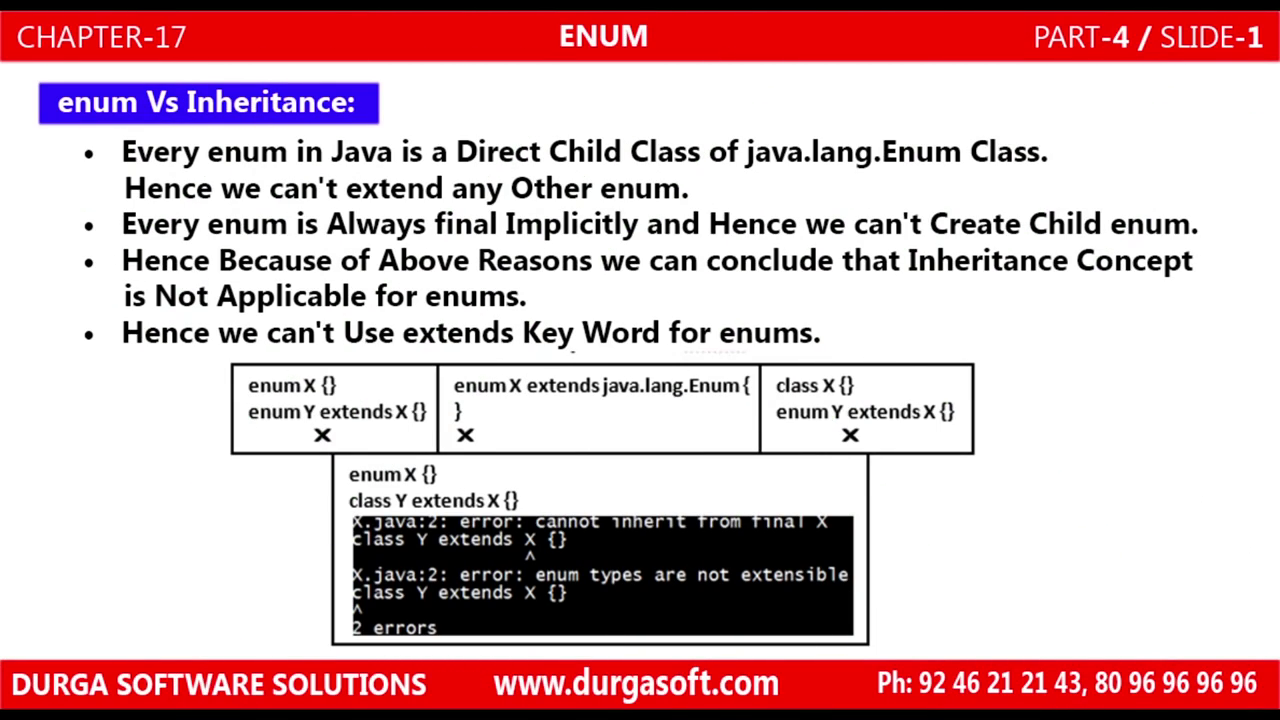 CHAPTER-17
ENUM
PART-4 / SLIDE-1
enum Vs Inheritance:
• Every enum in Java is a Direct Child Class of java.lang.Enum Class.
Hence we can't extend any Other enum.
• Every enum is Always final Implicitly and Hence we can't Create Child enum.
• Hence Because of Above Reasons we can conclude that Inheritance Concept
is Not Applicable for enums.
• Hence we can't Use extends Key Word for enums.
enum X {}
enum Y extends X {}
×
enum X extends java.lang.Enum {
}
×
class X {}
enum Y extends X {}
×
enum X {}
class Y extends X {}
X.java:2: error: cannot inherit from final X
class Y extends X {}
^
X.java:2: error: enum types are not extensible
class Y extends X {}
^
2 errors
DURGA SOFTWARE SOLUTIONS
www.durgasoft.com
Ph: 92 46 21 21 43, 80 96 96 96 96